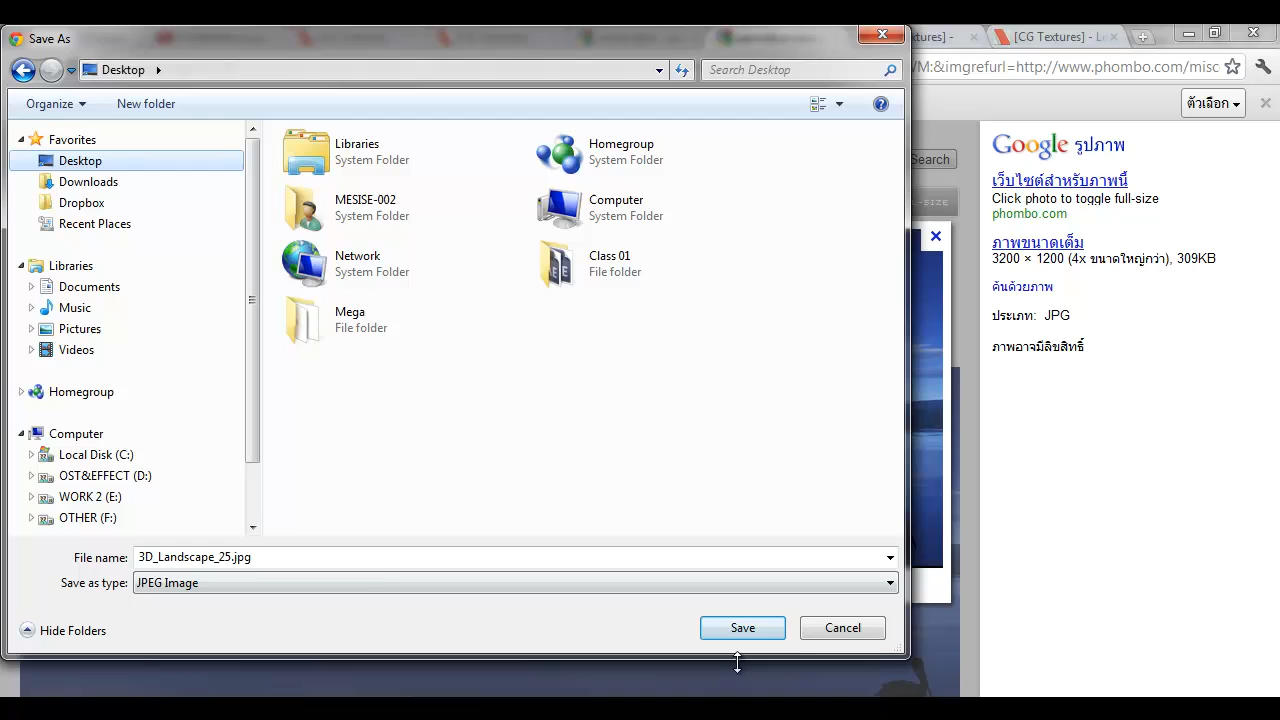 Save As
Desktop
Search Desktop
Organize
New folder
Favorites
Desktop
Downloads
Dropbox
Recent Places
Libraries
Documents
Music
Pictures
Videos
Homegroup
Computer
Local Disk (C:)
OST&EFFECT (D:)
WORK 2 (E:)
OTHER (F:)
Libraries
System Folder
Homegroup
System Folder
MESISE-002
System Folder
Computer
System Folder
Network
System Folder
Class 01
File folder
Mega
File folder
File name: 3D_Landscape_25.jpg
Save as type: JPEG Image
Hide Folders
Save
Cancel
[CG Textures] - L
M:&imgrefurl=http://www.phombo.com/misc
ตัวเลือก
Search
L-SIZE
Google รูปภาพ
เว็บไซต์สำหรับภาพนี้
Click photo to toggle full-size
phombo.com
ภาพขนาดเต็ม
3200 × 1200 (4x ขนาดใหญ่กว่า), 309KB
ค้นด้วยภาพ
ประเภท: JPG
ภาพอาจมีลิขสิทธิ์